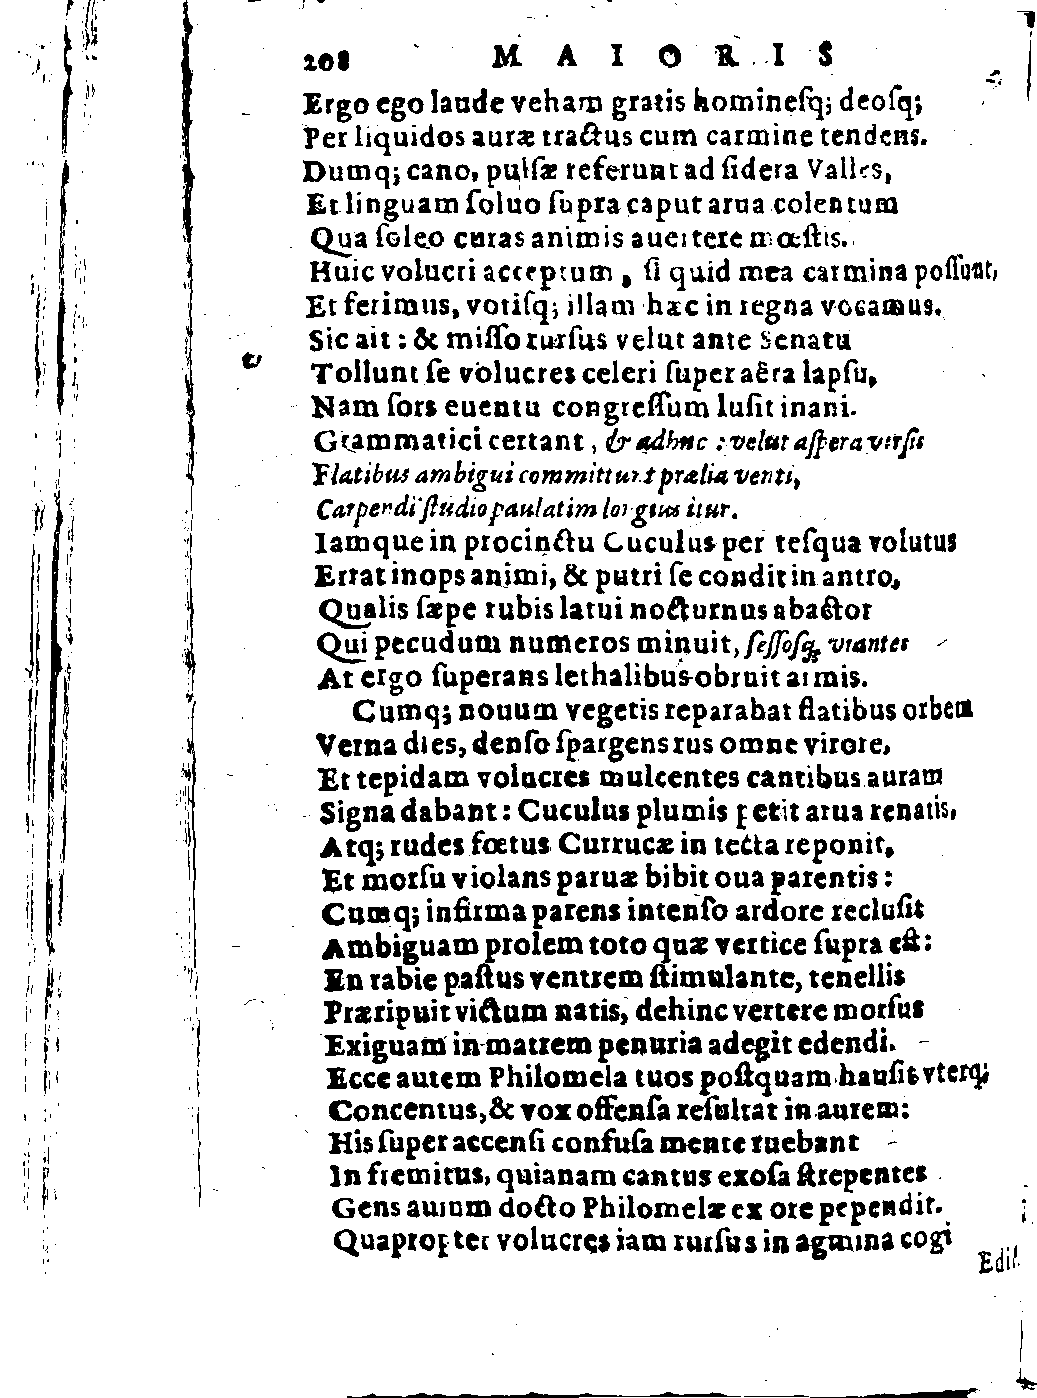 208 MAIORIS
Ergo ego laude veham gratis homineſq; deoſq;
Per liquidos auræ tractus cum carmine tendens.
Dumq; cano, pulſæ referunt ad ſidera Valles,
Et linguam ſoluo ſupra caput arua colentum
Qua ſoleo curas animis auertere mœſtis.
Huic volucri acceptum, ſi quid mea carmina poſſunt,
Et ferimus, votiſq; illam hæc in regna vocamus.
Sic ait: & miſſo rurſus velut ante Senatu
Tollunt ſe volucres celeri ſuper aëra lapſu,
Nam ſors euentu congreſſum luſit inani.
Grammatici certant, & adhuc: velut aſpera verſis
Flatibus ambigui committunt prælia venti,
Carpendi ſtudio paulatim longius itur.
Iamque in procinctu Cuculus per teſqua volutus
Errat inops animi, & putri ſe condit in antro,
Qualis ſæpe rubis latui nocturnus abactor
Qui pecudum numeros minuit, ſeſſoſq; viantes
At ergo ſuperans lethalibus obruit armis.
Cumq; nouum vegetis reparabat flatibus orbem
Verna dies, denſo ſpargens rus omne virore,
Et tepidam volucres mulcentes cantibus auram
Signa dabant: Cuculus plumis petit arua renatis,
Atq; rudes fœtus Currucæ in tecta reponit,
Et morſu violans paruæ bibit oua parentis:
Cumq; infirma parens intenſo ardore recluſit
Ambiguam prolem toto quæ vertice ſupra eſt:
En rabie paſtus ventrem ſtimulante, tenellis
Præripuit victum natis, dehinc vertere morſus
Exiguam in matrem penuria adegit edendi.
Ecce autem Philomela tuos poſtquam hauſit vterq;
Concentus, & vox offenſa reſultat in aurem:
His ſuper accenſi confuſa mente ruebant
In fremitus, quianam cantus exoſa ſtrepentes
Gens auium docto Philomelæ ex ore pependit.
Quapropter volucres iam rurſus in agmina cogi